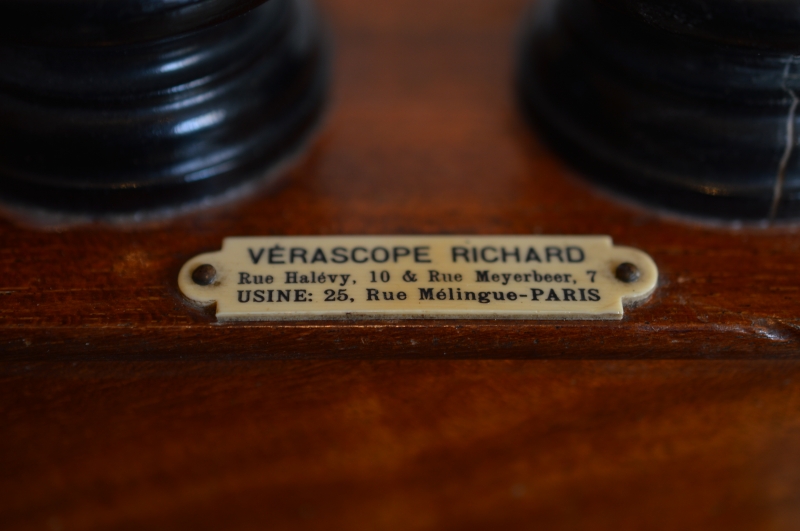 VÉRASCOPE RICHARD
Rue Halévy, 10 & Rue Meyerbeer, 7
USINE: 25, Rue Mélingue-PARIS